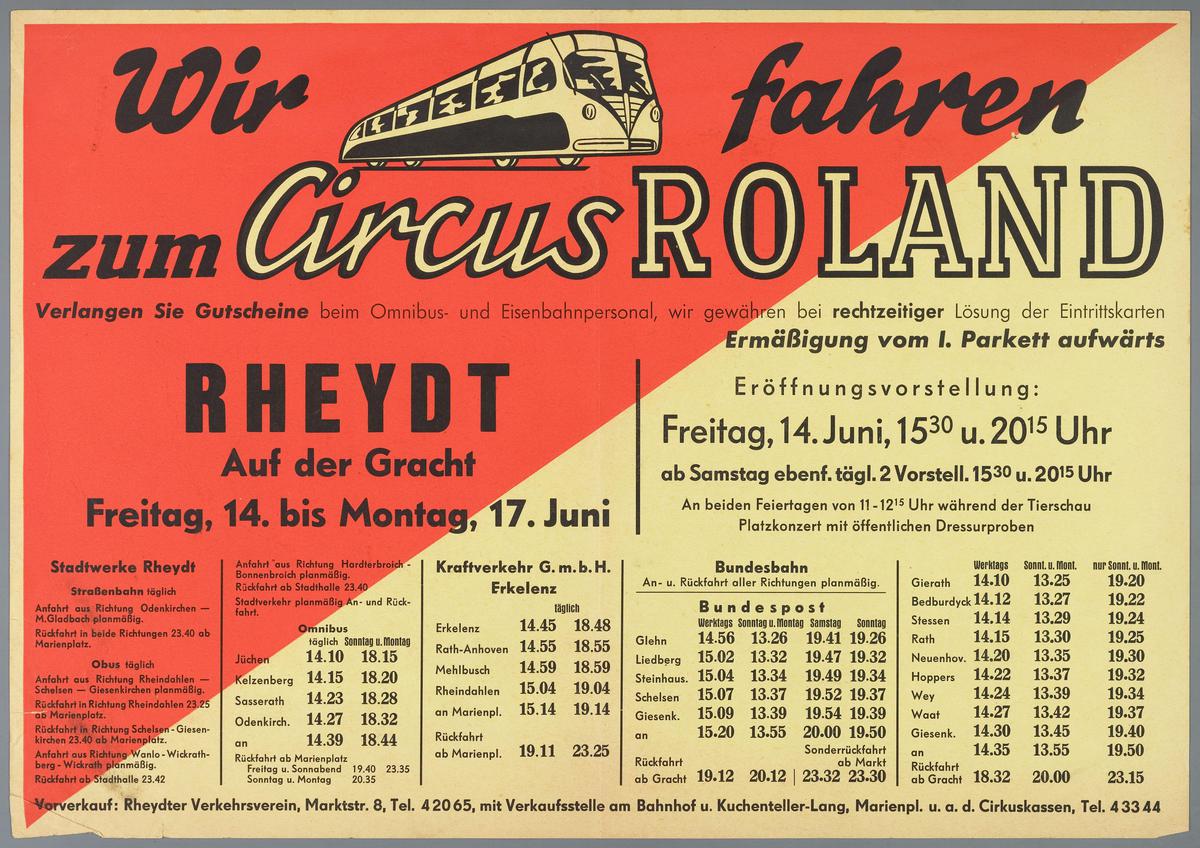 Wir fahren
zum Circus ROLAND
Verlangen Sie Gutscheine beim Omnibus- und Eisenbahnpersonal, wir gewähren bei rechtzeitiger Lösung der Eintrittskarten
Ermäßigung vom I. Parkett aufwärts
RHEYDT
Auf der Gracht
Freitag, 14. bis Montag, 17. Juni
Eröffnungsvorstellung:
Freitag, 14. Juni, 15³⁰ u. 20¹⁵ Uhr
ab Samstag ebenf. tägl. 2 Vorstell. 15³⁰ u. 20¹⁵ Uhr
An beiden Feiertagen von 11-12¹⁵ Uhr während der Tierschau
Platzkonzert mit öffentlichen Dressurproben
Stadtwerke Rheydt
Straßenbahn täglich
Anfahrt aus Richtung Odenkirchen —
M.Gladbach planmäßig.
Rückfahrt in beide Richtungen 23.40 ab
Marienplatz.
Obus täglich
Anfahrt aus Richtung Rheindahlen —
Schelsen — Giesenkirchen planmäßig.
Rückfahrt in Richtung Rheindahlen 23.25
ab Marienplatz.
Rückfahrt in Richtung Schelsen - Giesen-
kirchen 23.40 ab Marienplatz.
Anfahrt aus Richtung Wanlo - Wickrath-
berg - Wickrath planmäßig.
Rückfahrt ab Stadthalle 23.42
Anfahrt aus Richtung Hardterbroich -
Bonnenbroich planmäßig.
Rückfahrt ab Stadthalle 23.40
Stadtverkehr planmäßig An- und Rück-
fahrt.
Omnibus
täglich Sonntag u. Montag
Jüchen 14.10 18.15
Kelzenberg 14.15 18.20
Sasserath 14.23 18.28
Odenkirch. 14.27 18.32
an 14.39 18.44
Rückfahrt ab Marienplatz
Freitag u. Sonnabend 19.40 23.35
Sonntag u. Montag 20.35
Kraftverkehr G.m.b.H.
Erkelenz
täglich
Erkelenz 14.45 18.48
Rath-Anhoven 14.55 18.55
Mehlbusch 14.59 18.59
Rheindahlen 15.04 19.04
an Marienpl. 15.14 19.14
Rückfahrt
ab Marienpl. 19.11 23.25
Bundesbahn
An- u. Rückfahrt aller Richtungen planmäßig.
Bundespost
Werktags Sonntag u. Montag Samstag Sonntag
Glehn 14.56 13.26 19.41 19.26
Liedberg 15.02 13.32 19.47 19.32
Steinhaus. 15.04 13.34 19.49 19.34
Schelsen 15.07 13.37 19.52 19.37
Giesenk. 15.09 13.39 19.54 19.39
an 15.20 13.55 20.00 19.50
Sonderrückfahrt
Rückfahrt ab Markt
ab Gracht 19.12 20.12 | 23.32 23.30
Werktags Sonnt. u. Mont. nur Sonnt. u. Mont.
Gierath 14.10 13.25 19.20
Bedburdyck 14.12 13.27 19.22
Stessen 14.14 13.29 19.24
Rath 14.15 13.30 19.25
Neuenhov. 14.20 13.35 19.30
Hoppers 14.22 13.37 19.32
Wey 14.24 13.39 19.34
Waat 14.27 13.42 19.37
Giesenk. 14.30 13.45 19.40
an 14.35 13.55 19.50
Rückfahrt
ab Gracht 18.32 20.00 23.15
Vorverkauf: Rheydter Verkehrsverein, Marktstr. 8, Tel. 42065, mit Verkaufsstelle am Bahnhof u. Kuchenteller-Lang, Marienpl. u. a. d. Cirkuskassen, Tel. 43344